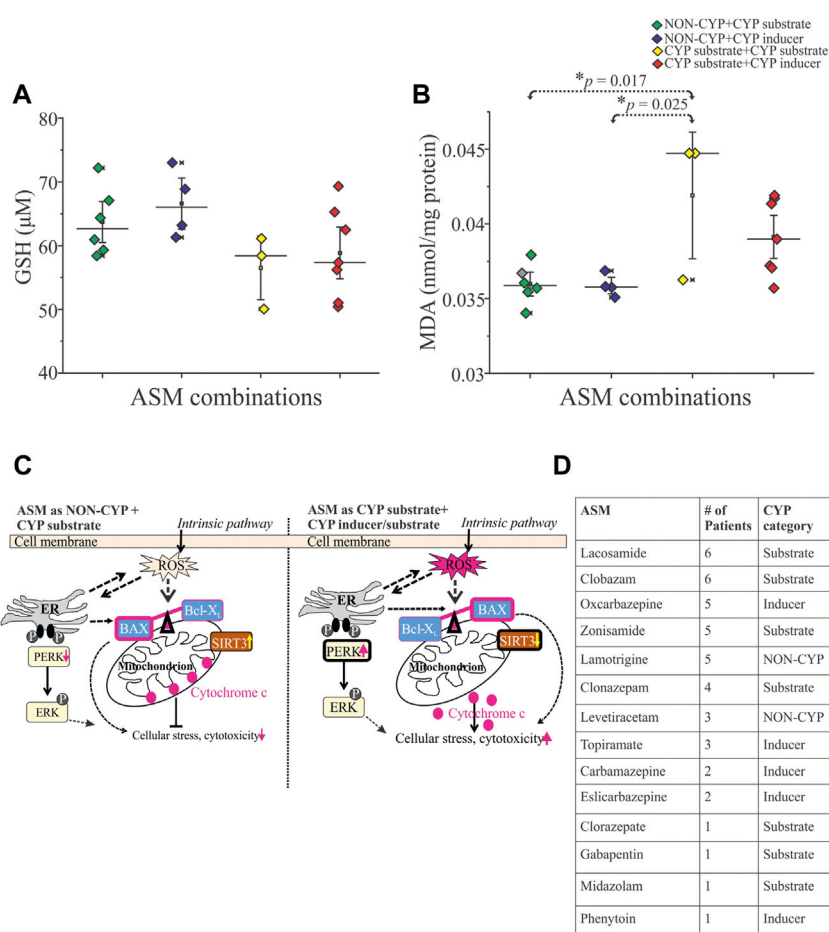 NON-CYP+CYP substrate
NON-CYP+CYP inducer
CYP substrate+CYP substrate
CYP substrate+CYP inducer
A
GSH (µM)
80
70
60
50
40
ASM combinations
B
*p = 0.017
*p = 0.025
MDA (nmol/mg protein)
0.045
0.04
0.035
0.03
ASM combinations
C
ASM as NON-CYP +
CYP substrate
Intrinsic pathway
Cell membrane
ROS
ER
P P
PERK
P
ERK
BAX
Bcl-XL
SIRT3
Mitochondrion
Cytochrome c
Cellular stress, cytotoxicity
ASM as CYP substrate+
CYP inducer/substrate
Intrinsic pathway
Cell membrane
ROS
ER
P P
PERK
P
ERK
Bcl-XL
BAX
SIRT3
Mitochondrion
Cytochrome c
Cellular stress, cytotoxicity
D
ASM # of Patients CYP category
Lacosamide 6 Substrate
Clobazam 6 Substrate
Oxcarbazepine 5 Inducer
Zonisamide 5 Substrate
Lamotrigine 5 NON-CYP
Clonazepam 4 Substrate
Levetiracetam 3 NON-CYP
Topiramate 3 Inducer
Carbamazepine 2 Inducer
Eslicarbazepine 2 Inducer
Clorazepate 1 Substrate
Gabapentin 1 Substrate
Midazolam 1 Substrate
Phenytoin 1 Inducer